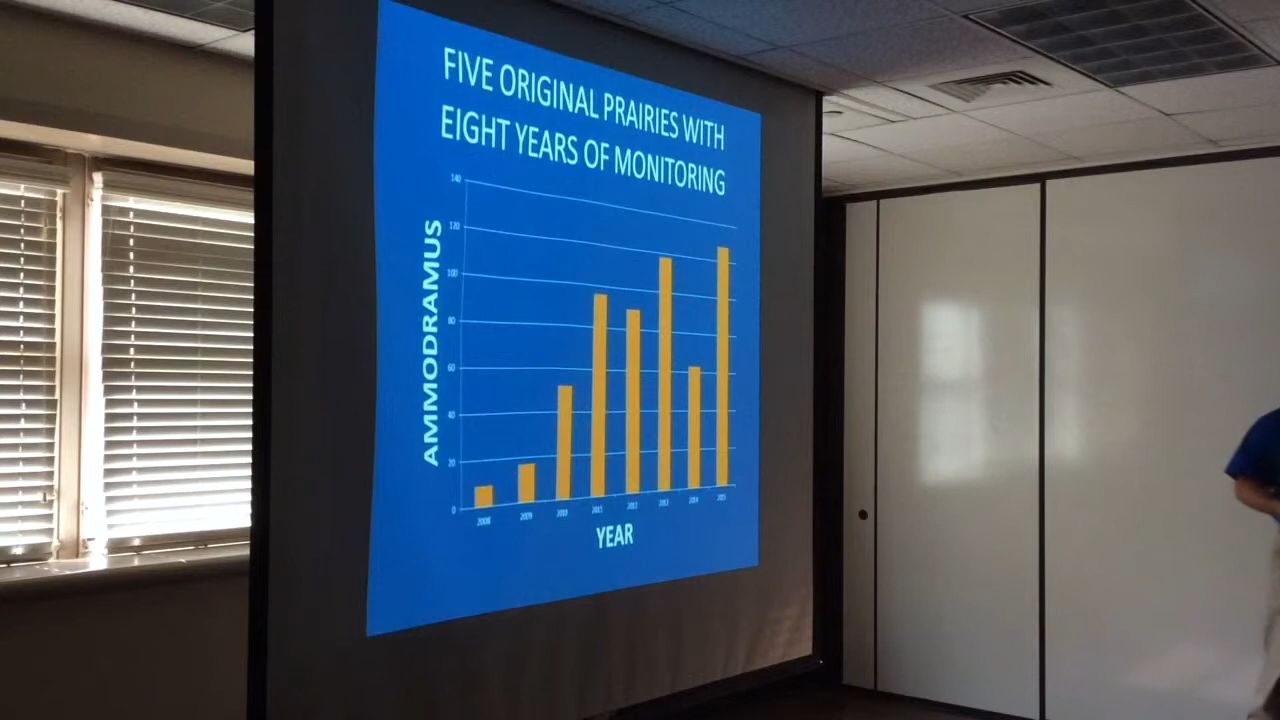 FIVE ORIGINAL PRAIRIES WITH
EIGHT YEARS OF MONITORING
AMMODRAMUS
140
120
100
80
60
40
20
0
2008 2009 2010 2011 2012 2013 2014 2015
YEAR